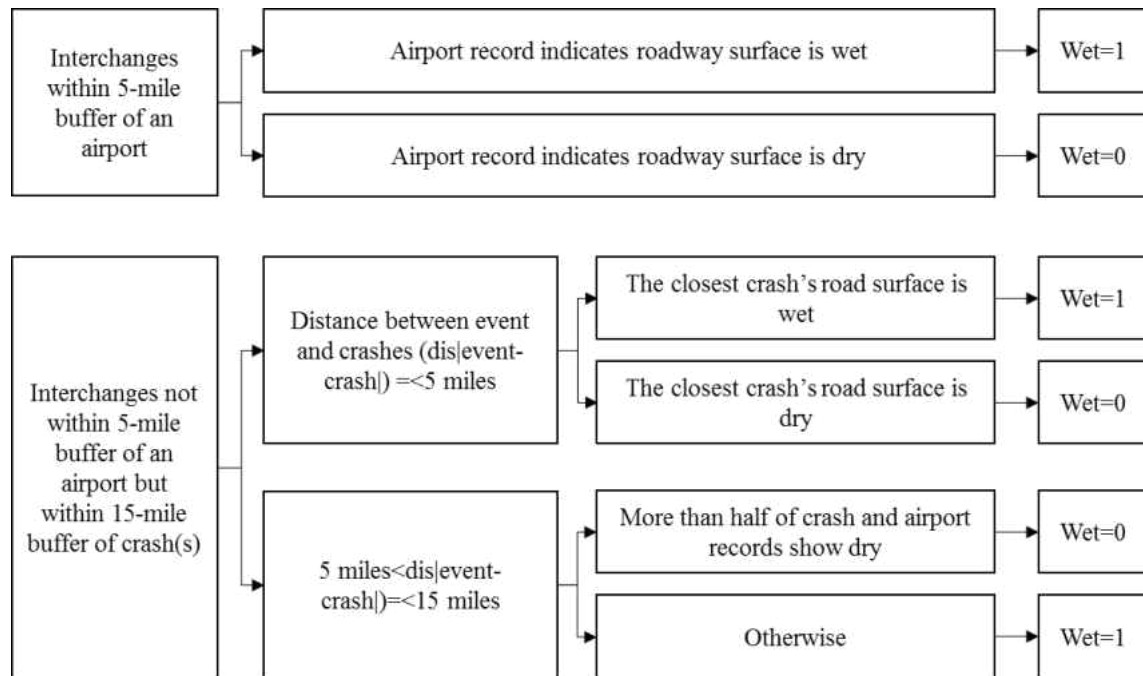 Interchanges
within 5-mile
buffer of an
airport
Airport record indicates roadway surface is wet
Wet=1
Airport record indicates roadway surface is dry
Wet=0
Interchanges not
within 5-mile
buffer of an
airport but
within 15-mile
buffer of crash(s)
Distance between event
and crashes (dis|event-
crash|) =<5 miles
The closest crash’s road surface is
wet
Wet=1
The closest crash’s road surface is
dry
Wet=0
5 miles<dis|event-
crash|)=<15 miles
More than half of crash and airport
records show dry
Wet=0
Otherwise
Wet=1